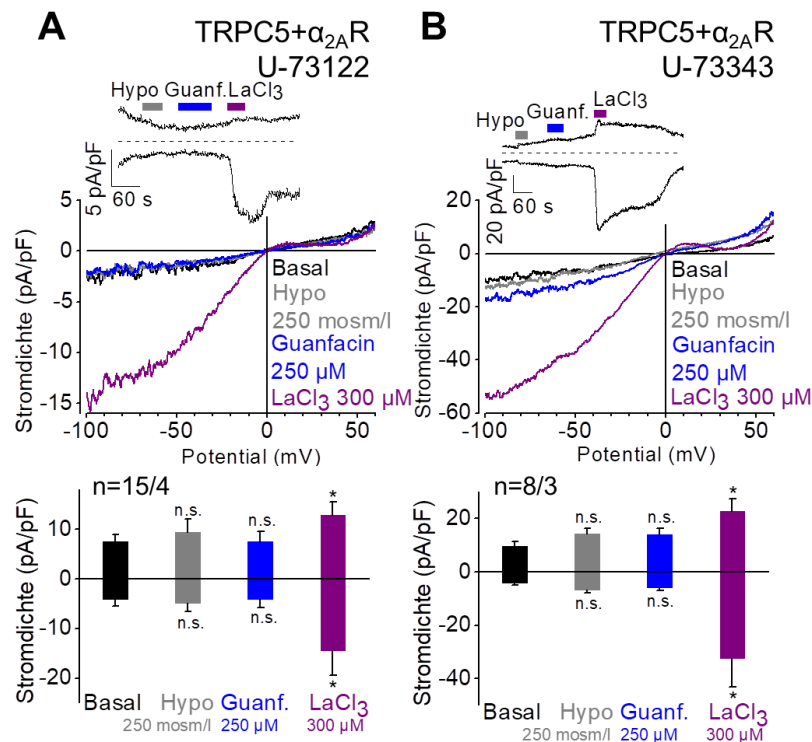 A
TRPC5+α2AR
U-73122
Hypo Guanf. LaCl3
5 pA/pF
60 s
Stromdichte (pA/pF)
5
0
-5
-10
-15
Basal
Hypo
250 mosm/l
Guanfacin
250 µM
LaCl3 300 µM
-100 -50 0 50
Potential (mV)
n=15/4
Stromdichte (pA/pF)
10
0
-10
-20
n.s. n.s. *
n.s. n.s. *
Basal Hypo Guanf. LaCl3
250 mosm/l 250 µM 300 µM
B
TRPC5+α2AR
U-73343
Hypo Guanf. LaCl3
20 pA/pF
60 s
Stromdichte (pA/pF)
20
0
-20
-40
-60
Basal
Hypo
250 mosm/l
Guanfacin
250 µM
LaCl3 300 µM
-100 -50 0 50
Potential (mV)
n=8/3
Stromdichte (pA/pF)
20
0
-20
-40
n.s. n.s. *
n.s. n.s. *
Basal Hypo Guanf. LaCl3
250 mosm/l 250 µM 300 µM